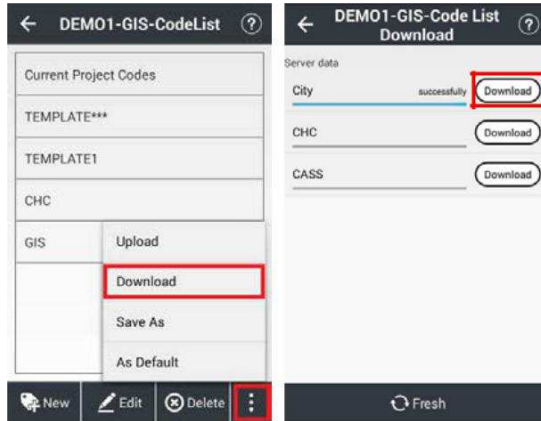 DEMO1-GIS-CodeList
Current Project Codes
TEMPLATE***
TEMPLATE1
CHC
GIS
Upload
Download
Save As
As Default
New
Edit
Delete
DEMO1-GIS-Code List
Download
Server data
City
successfully
Download
CHC
Download
CASS
Download
Fresh